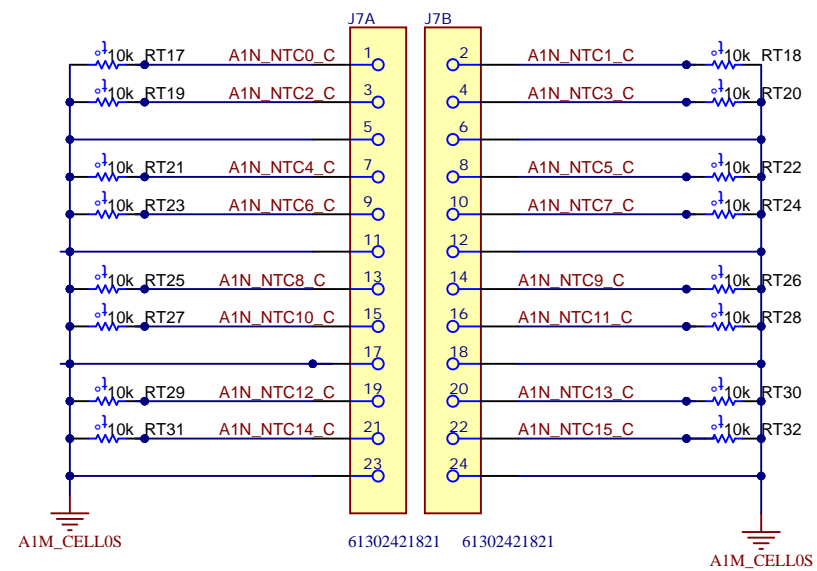 J7A J7B
10k RT17 A1N_NTC0_C 1 2 A1N_NTC1_C 10k RT18
10k RT19 A1N_NTC2_C 3 4 A1N_NTC3_C 10k RT20
5 6
10k RT21 A1N_NTC4_C 7 8 A1N_NTC5_C 10k RT22
10k RT23 A1N_NTC6_C 9 10 A1N_NTC7_C 10k RT24
11 12
10k RT25 A1N_NTC8_C 13 14 A1N_NTC9_C 10k RT26
10k RT27 A1N_NTC10_C 15 16 A1N_NTC11_C 10k RT28
17 18
10k RT29 A1N_NTC12_C 19 20 A1N_NTC13_C 10k RT30
10k RT31 A1N_NTC14_C 21 22 A1N_NTC15_C 10k RT32
23 24
A1M_CELL0S 61302421821 61302421821
A1M_CELL0S